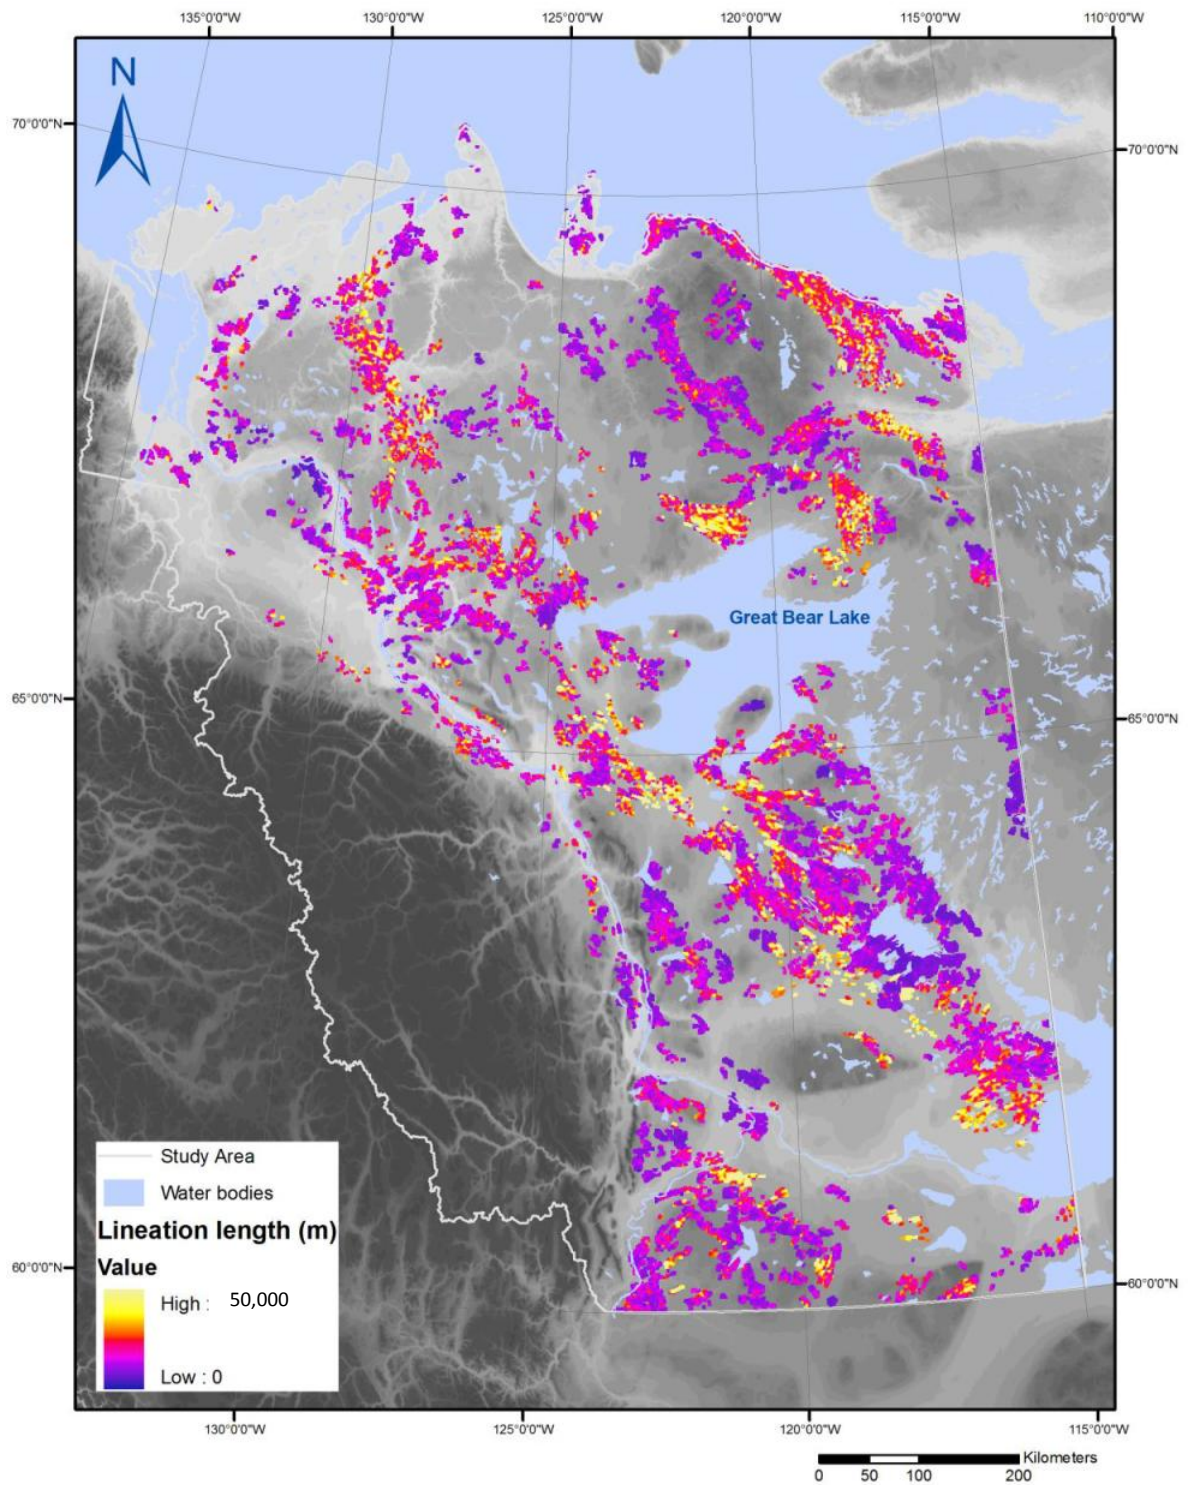 135°0'0"W 130°0'0"W 125°0'0"W 120°0'0"W 115°0'0"W 110°0'0"W
N
70°0'0"N
70°0'0"N
Great Bear Lake
65°0'0"N
65°0'0"N
Study Area
Water bodies
Lineation length (m)
Value
High : 50,000
Low : 0
60°0'0"N
60°0'0"N
130°0'0"W 125°0'0"W 120°0'0"W 115°0'0"W
Kilometers
0 50 100 200